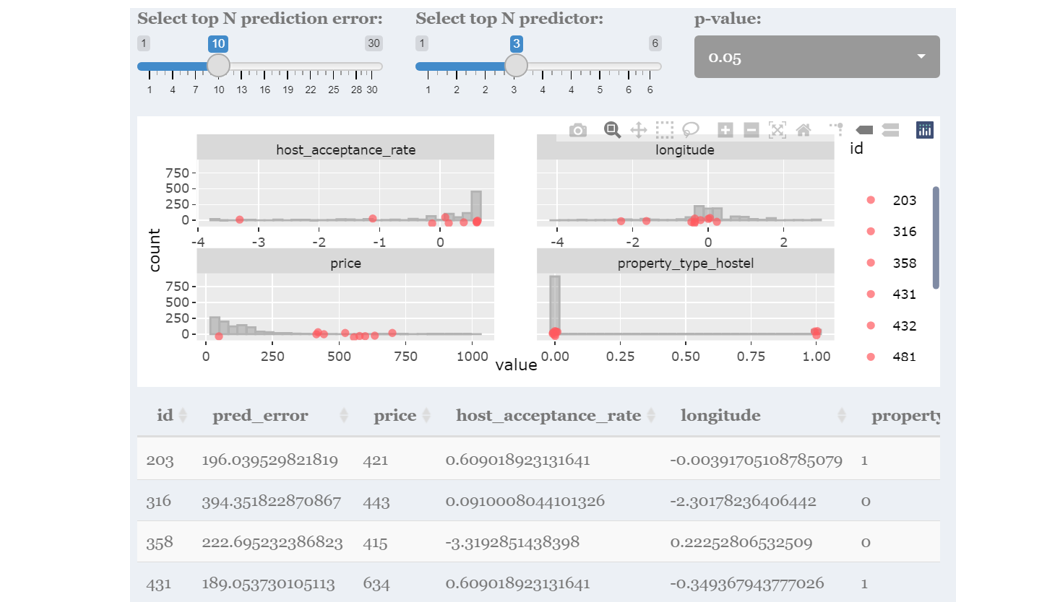 Select top N prediction error: Select top N predictor: p-value:
1 10 30 1 3 6 0.05
1 4 7 10 13 16 19 22 25 28 30 1 2 3 4 4 5 6 6
host_acceptance_rate longitude id
750 500 250 0
-4 -3 -2 -1 0 -4 -2 0 2
price property_type_hostel
750 500 250 0
0 250 500 750 1000 0.00 0.25 0.50 0.75 1.00
count
value
203
316
358
431
432
481
id pred_error price host_acceptance_rate longitude property
203 196.039529821819 421 0.609018923131641 -0.00391705108785079 1
316 394.351822870867 443 0.0910008044101326 -2.30178236406442 0
358 222.695232386823 415 -3.3192851438398 0.22252806532509 0
431 189.053730105113 634 0.609018923131641 -0.349367943777026 1